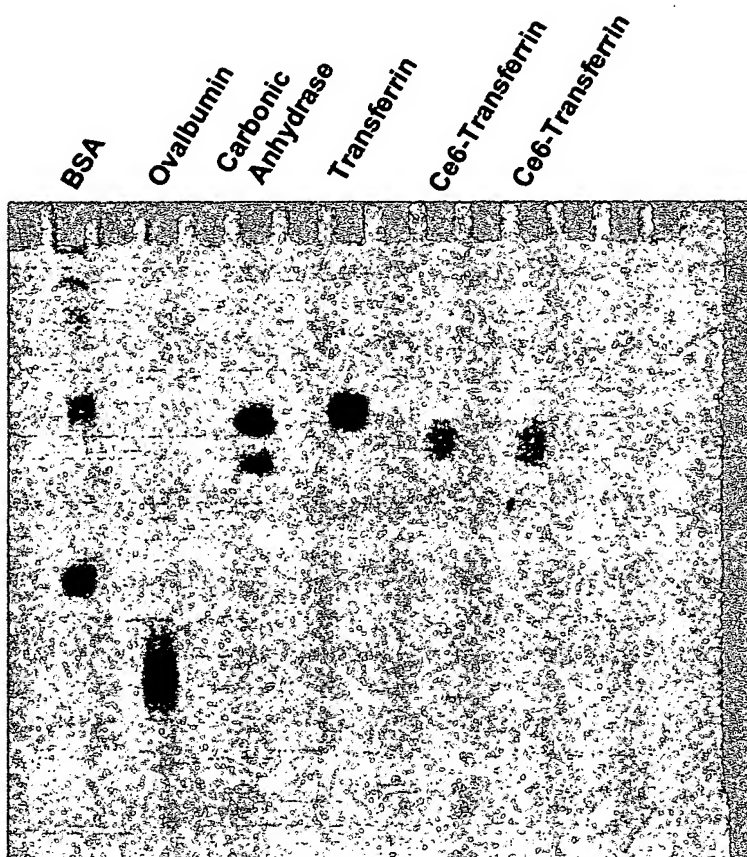 BSA
Ovalbumin
Carbonic
Anhydrase
Transferrin
Ce6-Transferrin
Ce6-Transferrin